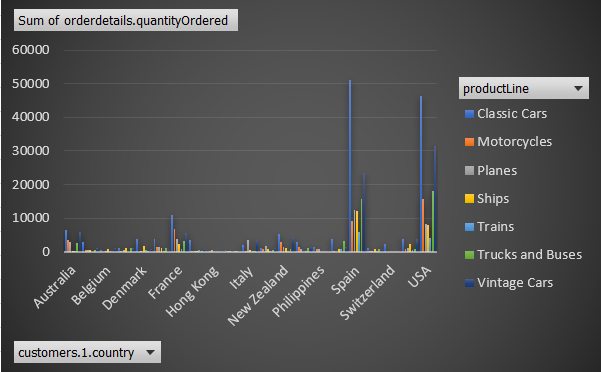 Sum of orderdetails.quantityOrdered
60000
50000
40000
30000
20000
10000
0
Australia
Belgium
Denmark
France
Hong Kong
Italy
New Zealand
Philippines
Spain
Switzerland
USA
productLine
Classic Cars
Motorcycles
Planes
Ships
Trains
Trucks and Buses
Vintage Cars
customers.1.country